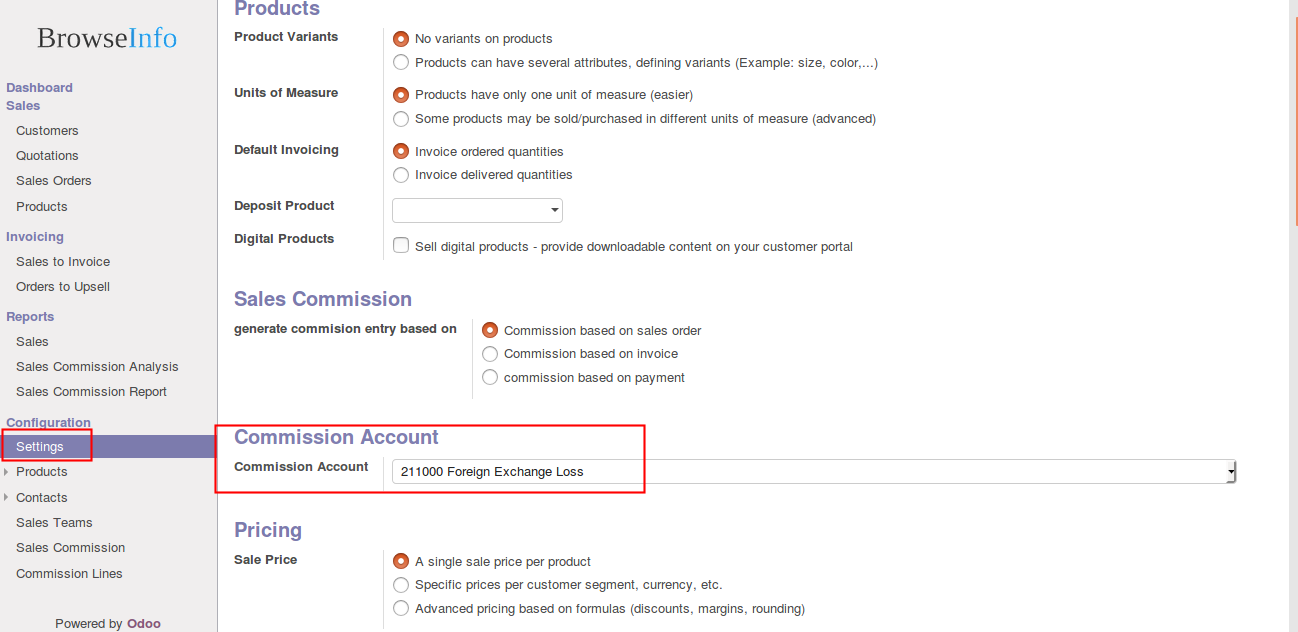 BrowseInfo
Dashboard
Sales
Customers
Quotations
Sales Orders
Products
Invoicing
Sales to Invoice
Orders to Upsell
Reports
Sales
Sales Commission Analysis
Sales Commission Report
Configuration
Settings
Products
Contacts
Sales Teams
Sales Commission
Commission Lines
Powered by Odoo
Products
Product Variants
No variants on products
Products can have several attributes, defining variants (Example: size, color,...)
Units of Measure
Products have only one unit of measure (easier)
Some products may be sold/purchased in different units of measure (advanced)
Default Invoicing
Invoice ordered quantities
Invoice delivered quantities
Deposit Product
Digital Products
Sell digital products - provide downloadable content on your customer portal
Sales Commission
generate commision entry based on
Commission based on sales order
Commission based on invoice
commission based on payment
Commission Account
Commission Account
211000 Foreign Exchange Loss
Pricing
Sale Price
A single sale price per product
Specific prices per customer segment, currency, etc.
Advanced pricing based on formulas (discounts, margins, rounding)